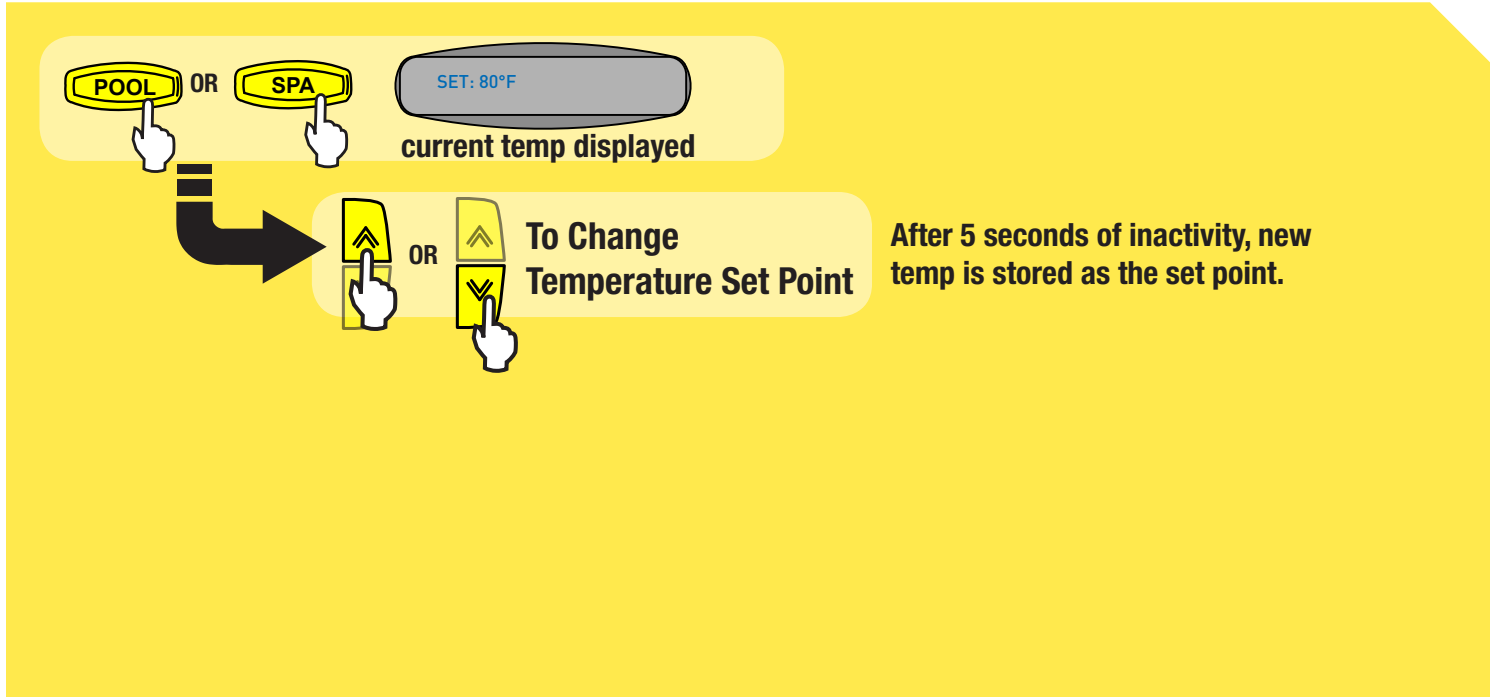 POOL OR SPA
SET: 80°F
current temp displayed
OR
To Change
Temperature Set Point
After 5 seconds of inactivity, new
temp is stored as the set point.